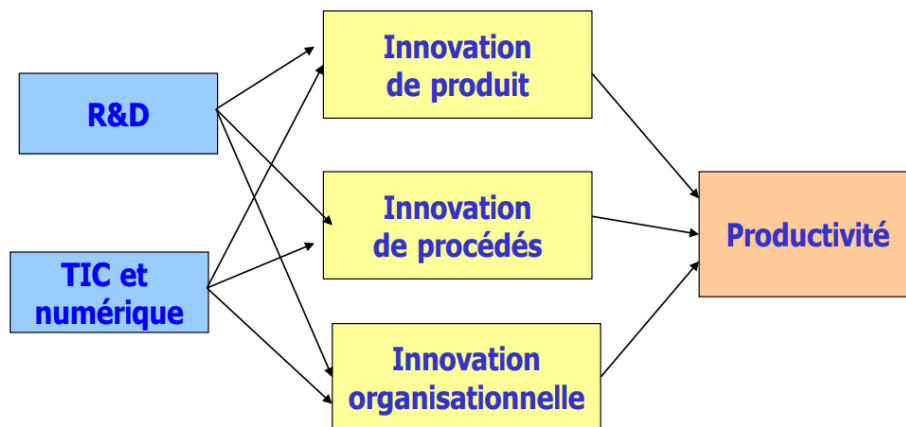 R&D
TIC et
numérique
Innovation
de produit
Innovation
de procédés
Innovation
organisationnelle
Productivité